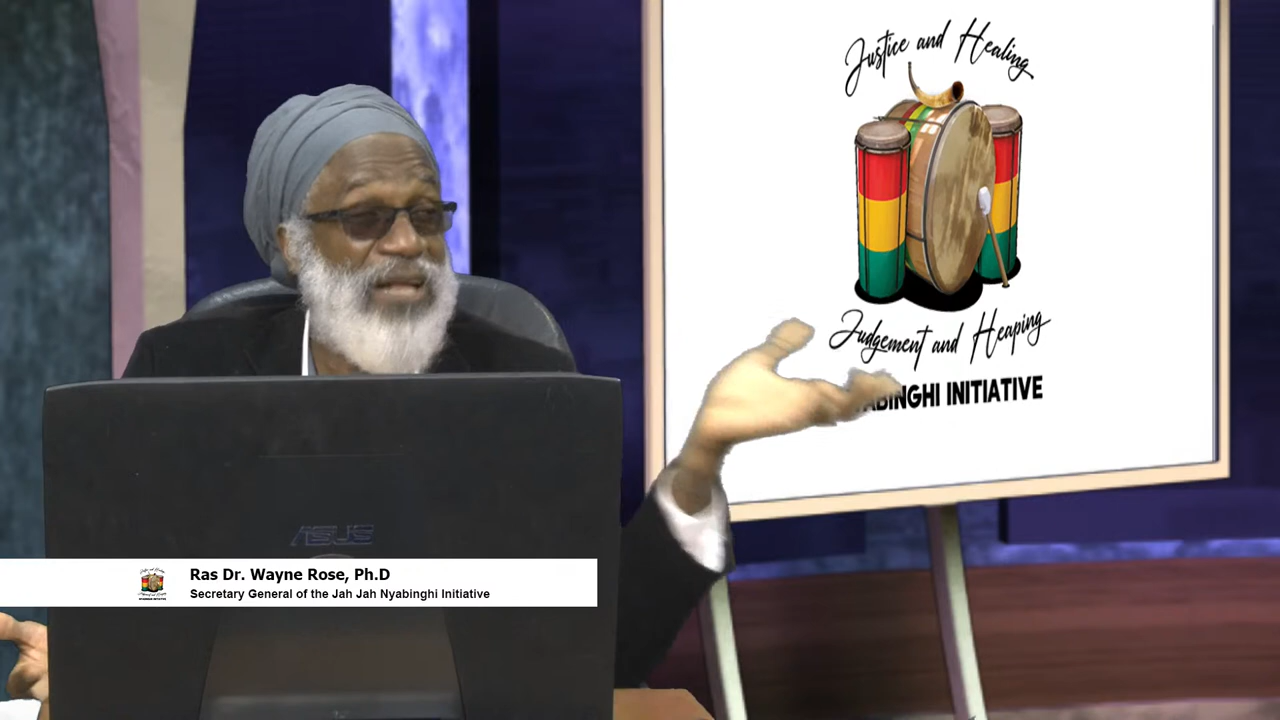 Justice and Healing
Judgement and Heaping
ABINGHI INITIATIVE
ASUS
Ras Dr. Wayne Rose, Ph.D
Secretary General of the Jah Jah Nyabinghi Initiative